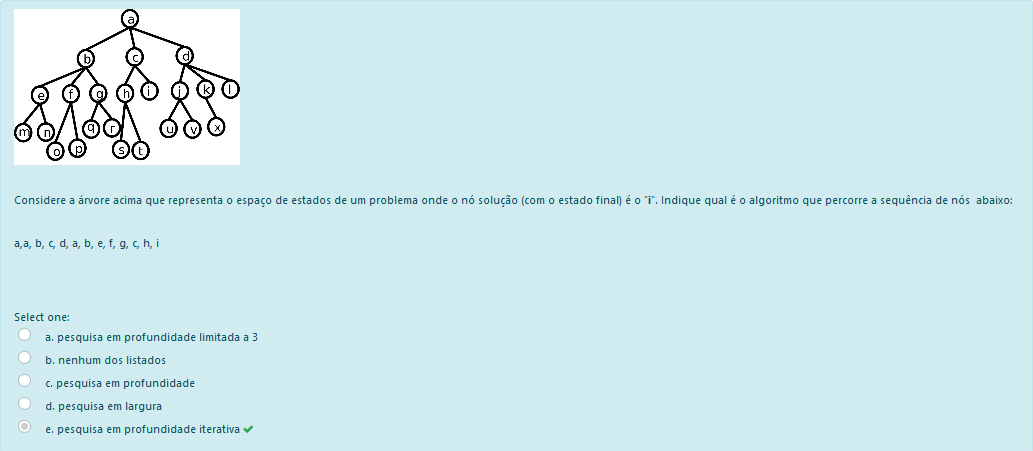 a
b c d
e f g h i j k l
m n q r u v x
o p s t
Considere a árvore acima que representa o espaço de estados de um problema onde o nó solução (com o estado final) é o "i". Indique qual é o algoritmo que percorre a sequência de nós abaixo:
a,a, b, c, d, a, b, e, f, g, c, h, i
Select one:
a. pesquisa em profundidade limitada a 3
b. nenhum dos listados
c. pesquisa em profundidade
d. pesquisa em largura
e. pesquisa em profundidade iterativa